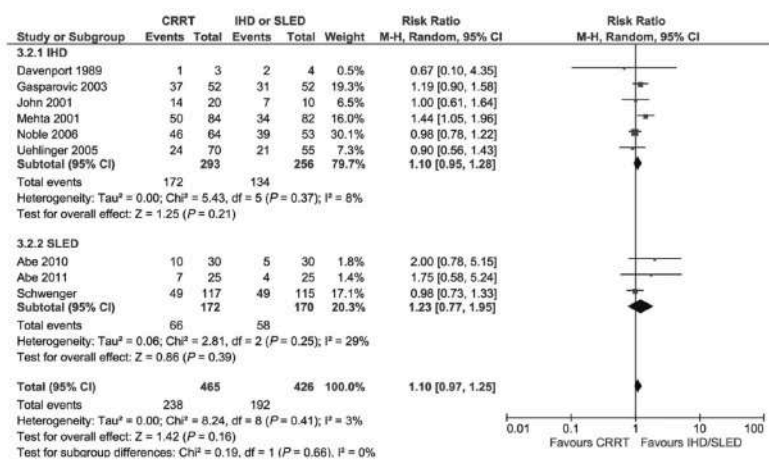 CRRT IHD or SLED Risk Ratio Risk Ratio
Study or Subgroup Events Total Events Total Weight M-H, Random, 95% CI M-H, Random, 95% CI
3.2.1 IHD
Davenport 1989 1 3 2 4 0.5% 0.67 [0.10, 4.35]
Gasparovic 2003 37 52 31 52 19.3% 1.19 [0.90, 1.58]
John 2001 14 20 7 10 6.3% 1.00 [0.61, 1.64]
Mehta 2001 50 84 34 82 16.0% 1.44 [1.05, 1.96]
Noble 2006 46 64 39 53 30.1% 0.98 [0.78, 1.22]
Uehlinger 2005 24 70 21 55 7.3% 0.90 [0.56, 1.43]
Subtotal (95% CI) 293 256 79.7% 1.10 [0.95, 1.28]
Total events 172 134
Heterogeneity: Tau² = 0.00; Chi² = 5.43, df = 5 (P = 0.37); I² = 8%
Test for overall effect: Z = 1.25 (P = 0.21)
3.2.2 SLED
Abe 2010 10 30 5 30 1.8% 2.00 [0.78, 5.15]
Abe 2011 7 25 4 25 1.4% 1.75 [0.58, 5.24]
Schwenger 49 117 49 115 17.1% 0.98 [0.73, 1.33]
Subtotal (95% CI) 172 170 20.3% 1.23 [0.77, 1.95]
Total events 66 58
Heterogeneity: Tau² = 0.06; Chi² = 2.81, df = 2 (P = 0.25); I² = 29%
Test for overall effect: Z = 0.86 (P = 0.39)
Total (95% CI) 465 426 100.0% 1.10 [0.97, 1.25]
Total events 238 192
Heterogeneity: Tau² = 0.00; Chi² = 8.24, df = 8 (P = 0.41); I² = 3%
Test for overall effect: Z = 1.42 (P = 0.16)
Test for subgroup differences: Chi² = 0.19, df = 1 (P = 0.66), I² = 0%
0.01 0.1 1 10 100
Favours CRRT Favours IHD/SLED